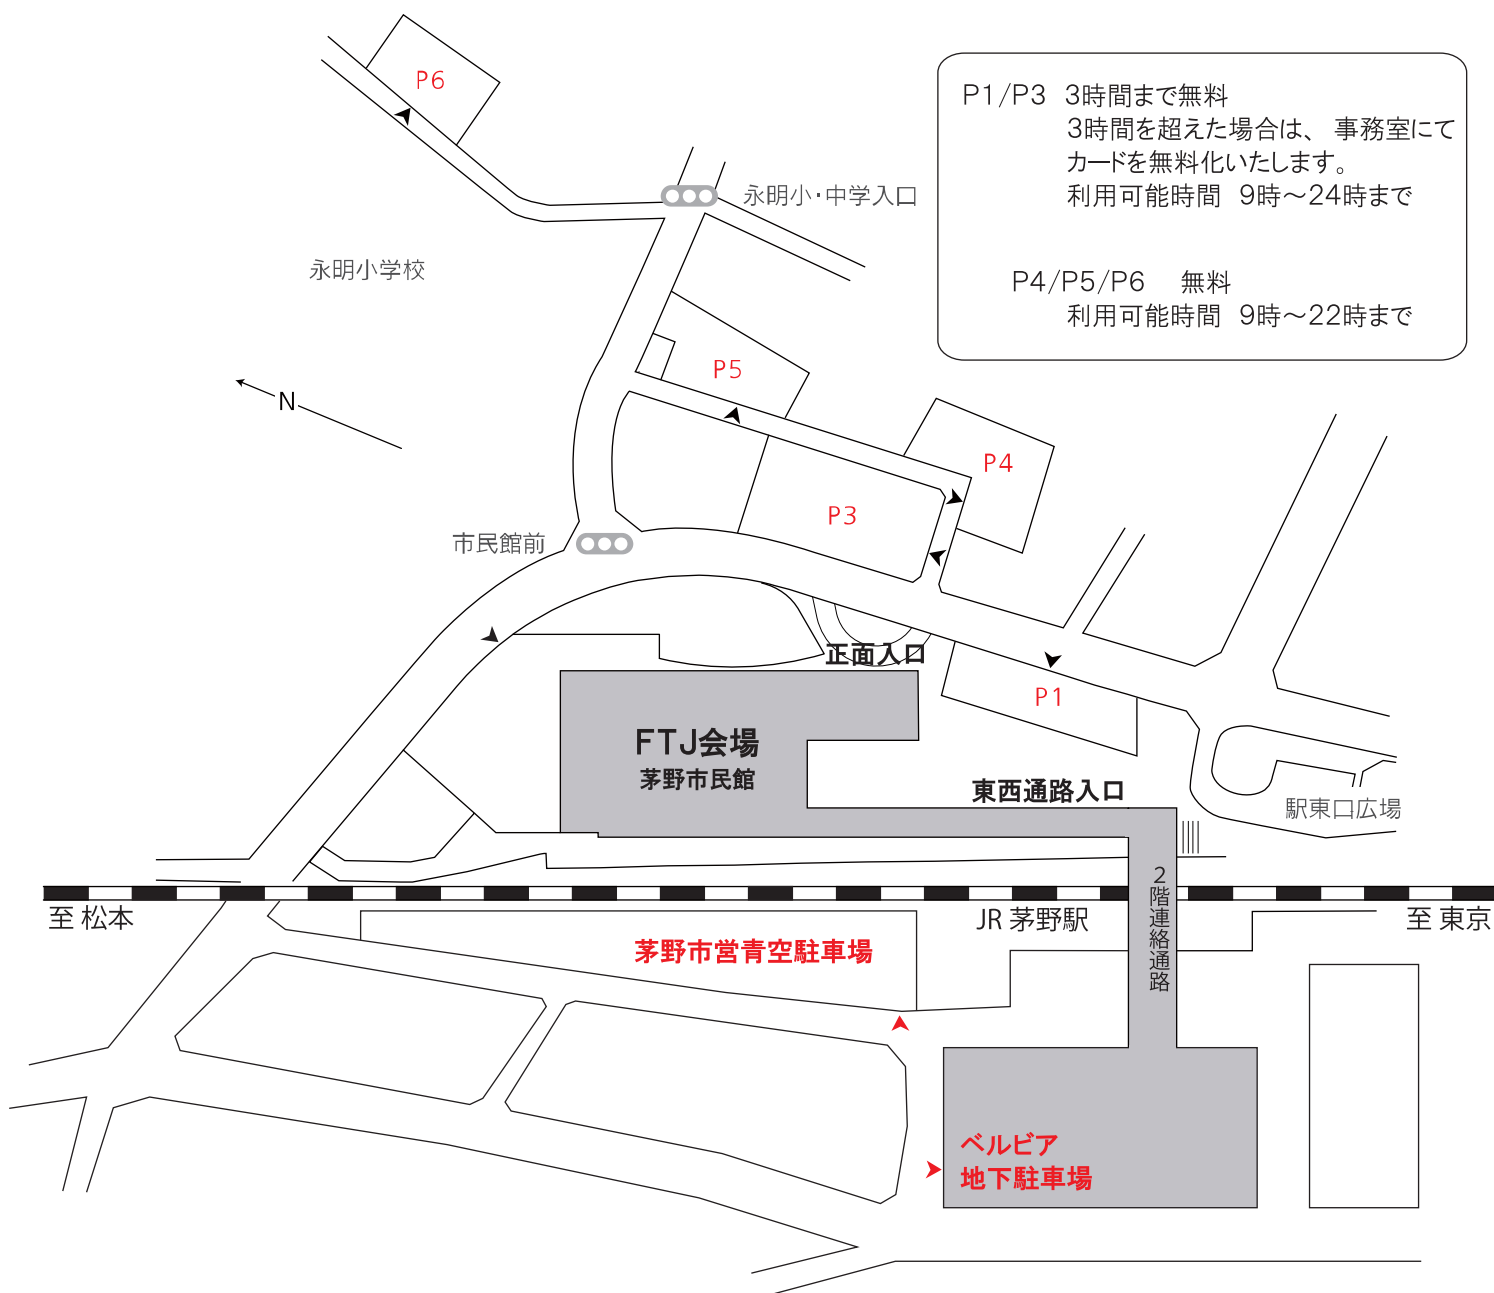 P6
P1/P3 3時間まで無料
3時間を超えた場合は、事務室にて
カードを無料化いたします。
利用可能時間 9時〜24時まで
P4/P5/P6 無料
利用可能時間 9時〜22時まで
永明小・中学入口
永明小学校
P5
N
P4
P3
市民館前
正面入口
P1
FTJ会場
茅野市民館
東西通路入口
駅東口広場
2階連絡通路
至 松本
JR 茅野駅
至 東京
茅野市営青空駐車場
ベルビア
地下駐車場